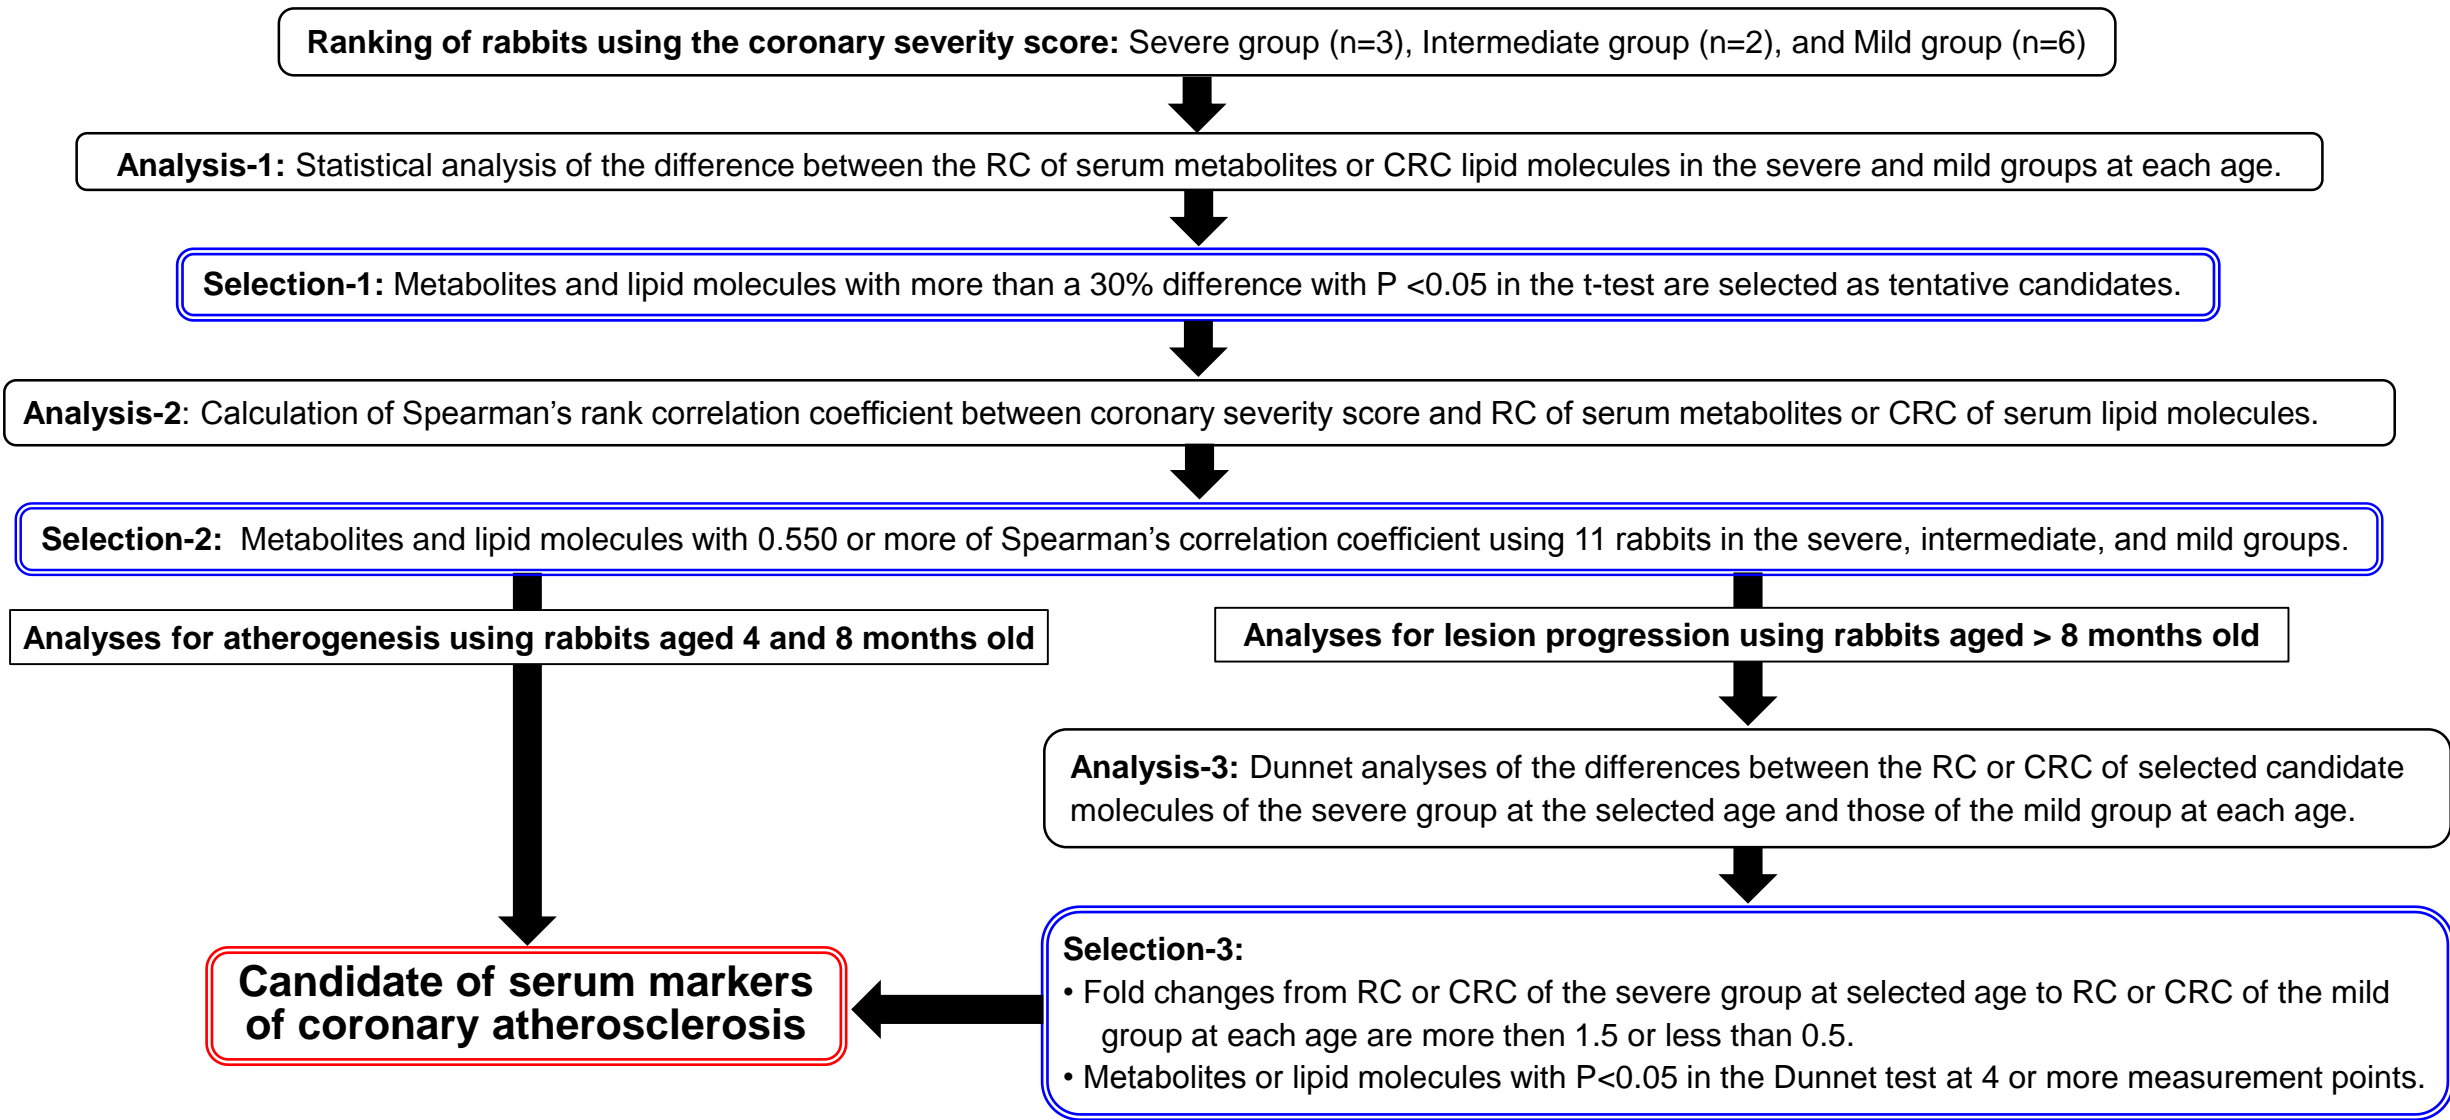 Ranking of rabbits using the coronary severity score: Severe group (n=3), Intermediate group (n=2), and Mild group (n=6)
Analysis-1: Statistical analysis of the difference between the RC of serum metabolites or CRC lipid molecules in the severe and mild groups at each age.
Selection-1: Metabolites and lipid molecules with more than a 30% difference with P <0.05 in the t-test are selected as tentative candidates.
Analysis-2: Calculation of Spearman’s rank correlation coefficient between coronary severity score and RC of serum metabolites or CRC of serum lipid molecules.
Selection-2: Metabolites and lipid molecules with 0.550 or more of Spearman’s correlation coefficient using 11 rabbits in the severe, intermediate, and mild groups.
Analyses for atherogenesis using rabbits aged 4 and 8 months old
Analyses for lesion progression using rabbits aged > 8 months old
Analysis-3: Dunnet analyses of the differences between the RC or CRC of selected candidate
molecules of the severe group at the selected age and those of the mild group at each age.
Selection-3:
• Fold changes from RC or CRC of the severe group at selected age to RC or CRC of the mild
group at each age are more then 1.5 or less than 0.5.
• Metabolites or lipid molecules with P<0.05 in the Dunnet test at 4 or more measurement points.
Candidate of serum markers
of coronary atherosclerosis